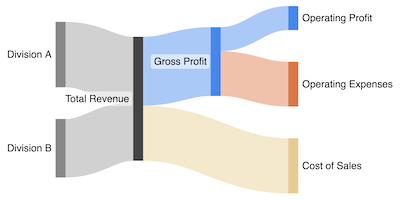 Operating Profit
Division A
Gross Profit
Operating Expenses
Total Revenue
Division B
Cost of Sales